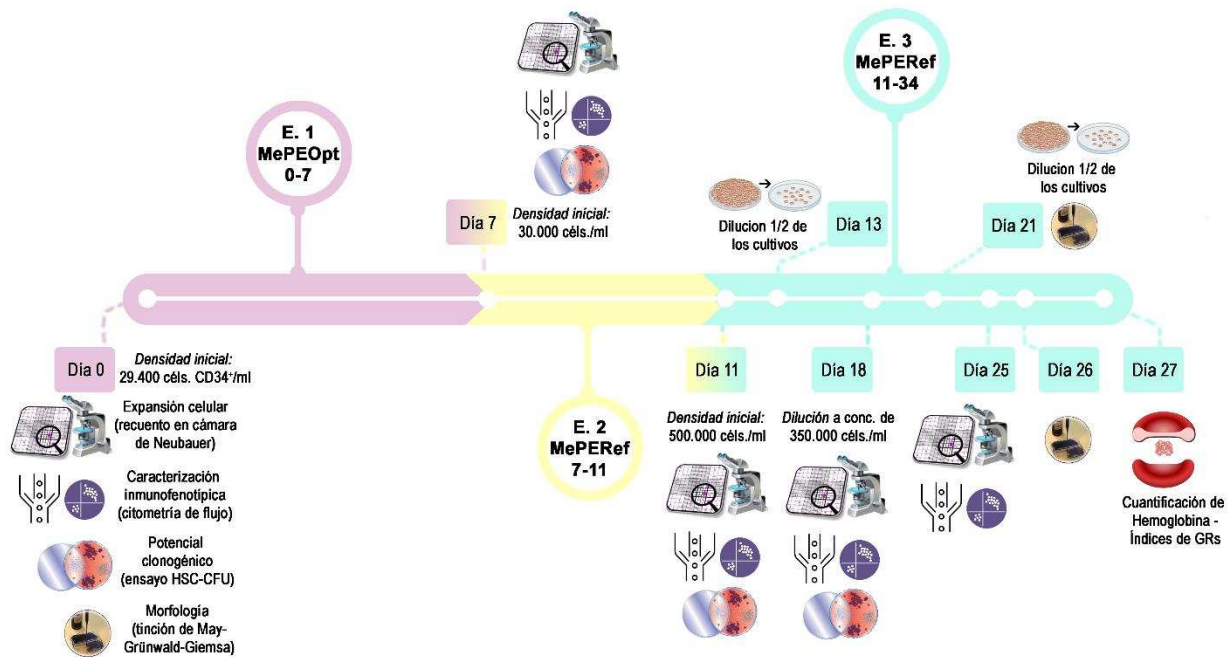 E. 1
MePEOpt
0-7
Día 7
Densidad inicial:
30.000 céls./ml
Dilucion 1/2 de
los cultivos
Día 13
E. 3
MePERef
11-34
Día 21
Dilucion 1/2 de
los cultivos
Día 0
Densidad inicial:
29.400 céls. CD34⁺/ml
Expansión celular
(recuento en cámara
de Neubauer)
Caracterización
inmunofenotípica
(citometría de flujo)
Potencial
clonogénico
(ensayo HSC-CFU)
Morfología
(tinción de May-
Grünwald-Giemsa)
E. 2
MePERef
7-11
Día 11
Densidad inicial:
500.000 céls./ml
Día 18
Dilución a conc. de
350.000 céls./ml
Día 25
Día 26
Día 27
Cuantificación de
Hemoglobina -
Índices de GRs